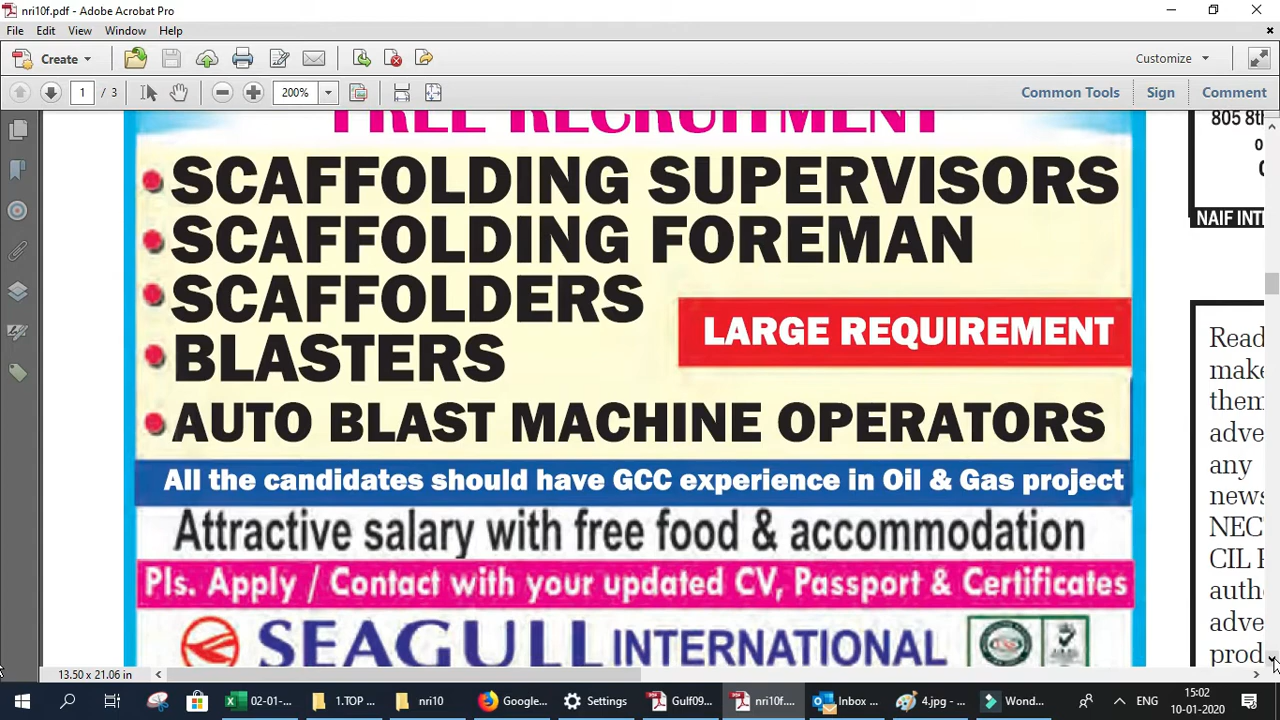 nri10f.pdf - Adobe Acrobat Pro
File Edit View Window Help
Create Customize
1 / 3 200% Common Tools Sign Comment
FREE RECRUITMENT
805 8th
NAIF INT
SCAFFOLDING SUPERVISORS
SCAFFOLDING FOREMAN
SCAFFOLDERS
LARGE REQUIREMENT
BLASTERS
AUTO BLAST MACHINE OPERATORS
All the candidates should have GCC experience in Oil & Gas project
Attractive salary with free food & accommodation
Pls. Apply / Contact with your updated CV, Passport & Certificates
SEAGULL INTERNATIONAL
Read
make
them
adve
any
news
NEC
CIL
auth
adve
prod
13.50 x 21.06 in
02-01-... 1.TOP ... nri10 Google... Settings Gulf09... nri10f.... Inbox ... 4.jpg - ... Wond... ENG 15:02
10-01-2020